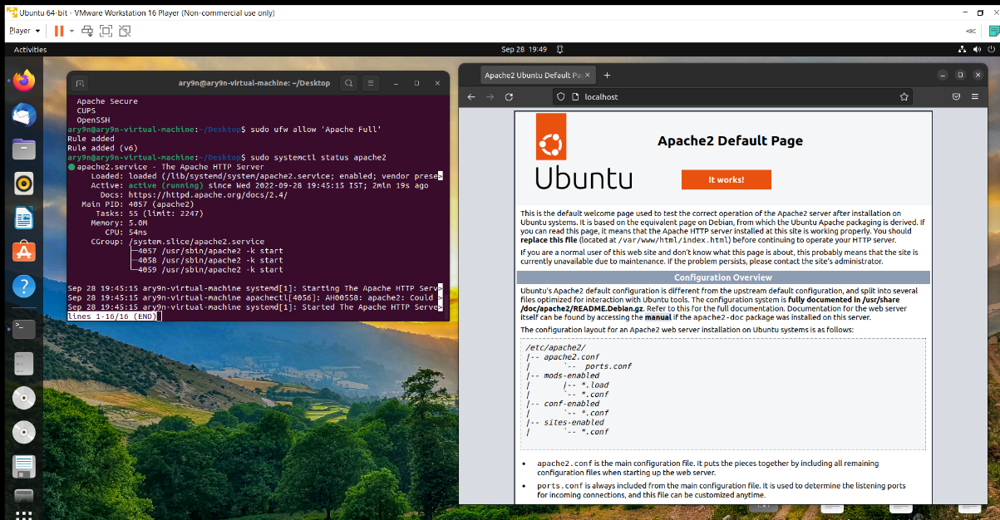 Ubuntu 64-bit - VMware Workstation 16 Player (Non-commercial use only)
Player
Activities
Sep 28 19:49
ary9n@ary9n-virtual-machine: ~/Desktop
Apache Secure
CUPS
OpenSSH
ary9n@ary9n-virtual-machine:~/Desktop$ sudo ufw allow 'Apache Full'
Rule added
Rule added (v6)
ary9n@ary9n-virtual-machine:~/Desktop$ sudo systemctl status apache2
apache2.service - The Apache HTTP Server
Loaded: loaded (/lib/systemd/system/apache2.service; enabled; vendor prese>
Active: active (running) since Wed 2022-09-28 19:45:15 IST; 2min 19s ago
Docs: https://httpd.apache.org/docs/2.4/
Main PID: 4057 (apache2)
Tasks: 55 (limit: 2247)
Memory: 5.0M
CPU: 54ms
CGroup: /system.slice/apache2.service
├─4057 /usr/sbin/apache2 -k start
├─4058 /usr/sbin/apache2 -k start
└─4059 /usr/sbin/apache2 -k start
Sep 28 19:45:15 ary9n-virtual-machine systemd[1]: Starting The Apache HTTP Serv>
Sep 28 19:45:15 ary9n-virtual-machine apachectl[4056]: AH00558: apache2: Could >
Sep 28 19:45:15 ary9n-virtual-machine systemd[1]: Started The Apache HTTP Serve>
lines 1-16/16 (END)
Apache2 Ubuntu Default Pa
localhost
Apache2 Default Page
Ubuntu
It works!
This is the default welcome page used to test the correct operation of the Apache2 server after installation on
Ubuntu systems. It is based on the equivalent page on Debian, from which the Ubuntu Apache packaging is derived. If
you can read this page, it means that the Apache HTTP server installed at this site is working properly. You should
replace this file (located at /var/www/html/index.html) before continuing to operate your HTTP server.
If you are a normal user of this web site and don't know what this page is about, this probably means that the site is
currently unavailable due to maintenance. If the problem persists, please contact the site's administrator.
Configuration Overview
Ubuntu's Apache2 default configuration is different from the upstream default configuration, and split into several
files optimized for interaction with Ubuntu tools. The configuration system is fully documented in /usr/share
/doc/apache2/README.Debian.gz. Refer to this for the full documentation. Documentation for the web server
itself can be found by accessing the manual if the apache2-doc package was installed on this server.
The configuration layout for an Apache2 web server installation on Ubuntu systems is as follows:
/etc/apache2/
|-- apache2.conf
|       `--  ports.conf
|-- mods-enabled
|       |-- *.load
|       `-- *.conf
|-- conf-enabled
|       `-- *.conf
|-- sites-enabled
|       `-- *.conf
• apache2.conf is the main configuration file. It puts the pieces together by including all remaining
configuration files when starting up the web server.
• ports.conf is always included from the main configuration file. It is used to determine the listening ports
for incoming connections, and this file can be customized anytime.